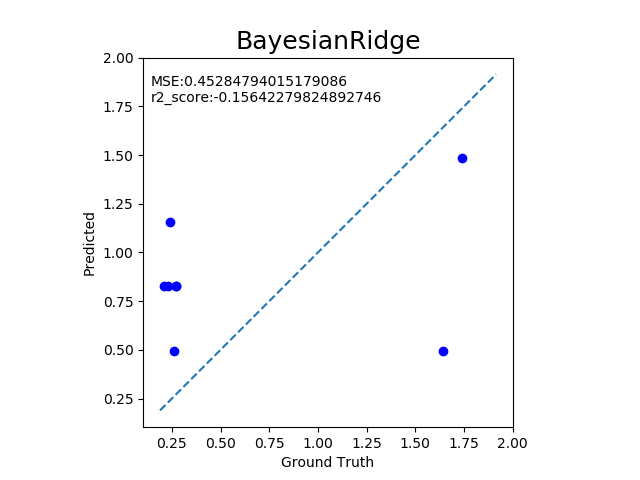 BayesianRidge
MSE:0.45284794015179086
r2_score:-0.15642279824892746
2.00
1.75
1.50
1.25
1.00
0.75
0.50
0.25
Predicted
0.25 0.50 0.75 1.00 1.25 1.50 1.75 2.00
Ground Truth